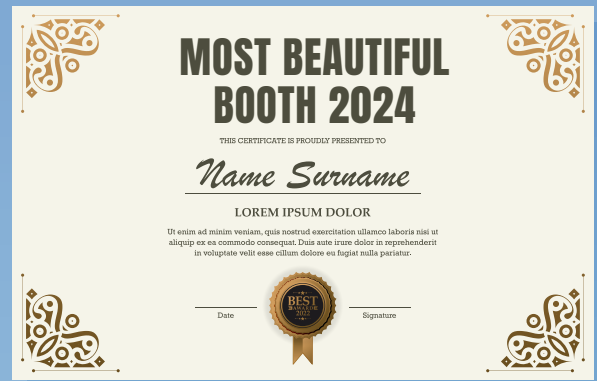 MOST BEAUTIFUL
BOOTH 2024
THIS CERTIFICATE IS PROUDLY PRESENTED TO
Name Surname
LOREM IPSUM DOLOR
Ut enim ad minim veniam, quis nostrud exercitation ullamco laboris nisi ut
aliquip ex ea commodo consequat. Duis aute irure dolor in reprehenderit
in voluptate velit esse cillum dolore eu fugiat nulla pariatur.
BEST
AWARD
2022
Date
Signature